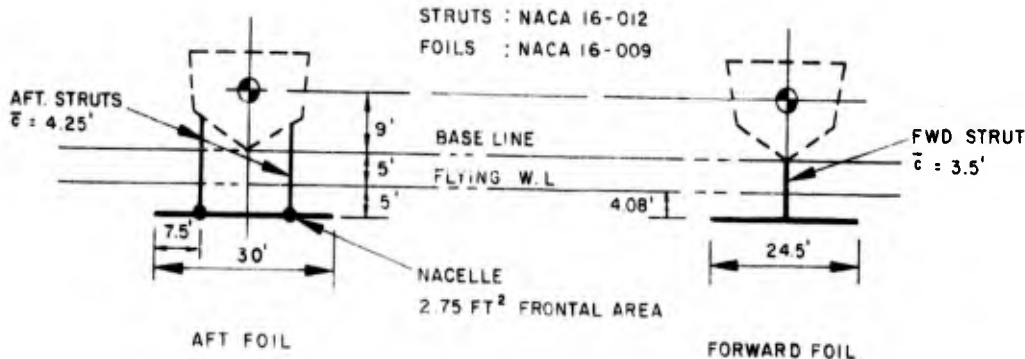 STRUTS : NACA 16-012
FOILS : NACA 16-009
AFT. STRUTS
c̄ = 4.25'
9'
5'
5'
BASE LINE
FLYING W.L
FWD STRUT
c̄ = 3.5'
4.08'
7.5'
30'
24.5'
NACELLE
2.75 FT² FRONTAL AREA
AFT FOIL
FORWARD FOIL